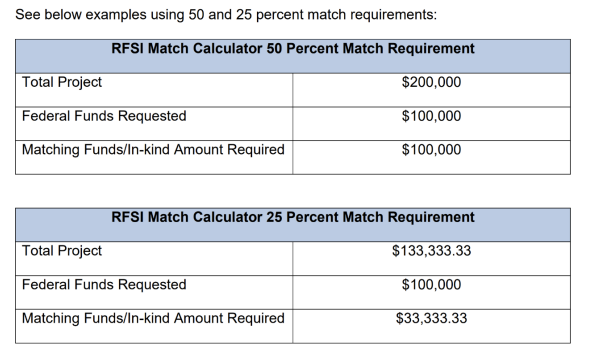 See below examples using 50 and 25 percent match requirements:
RFSI Match Calculator 50 Percent Match Requirement
Total Project $200,000
Federal Funds Requested $100,000
Matching Funds/In-kind Amount Required $100,000
RFSI Match Calculator 25 Percent Match Requirement
Total Project $133,333.33
Federal Funds Requested $100,000
Matching Funds/In-kind Amount Required $33,333.33